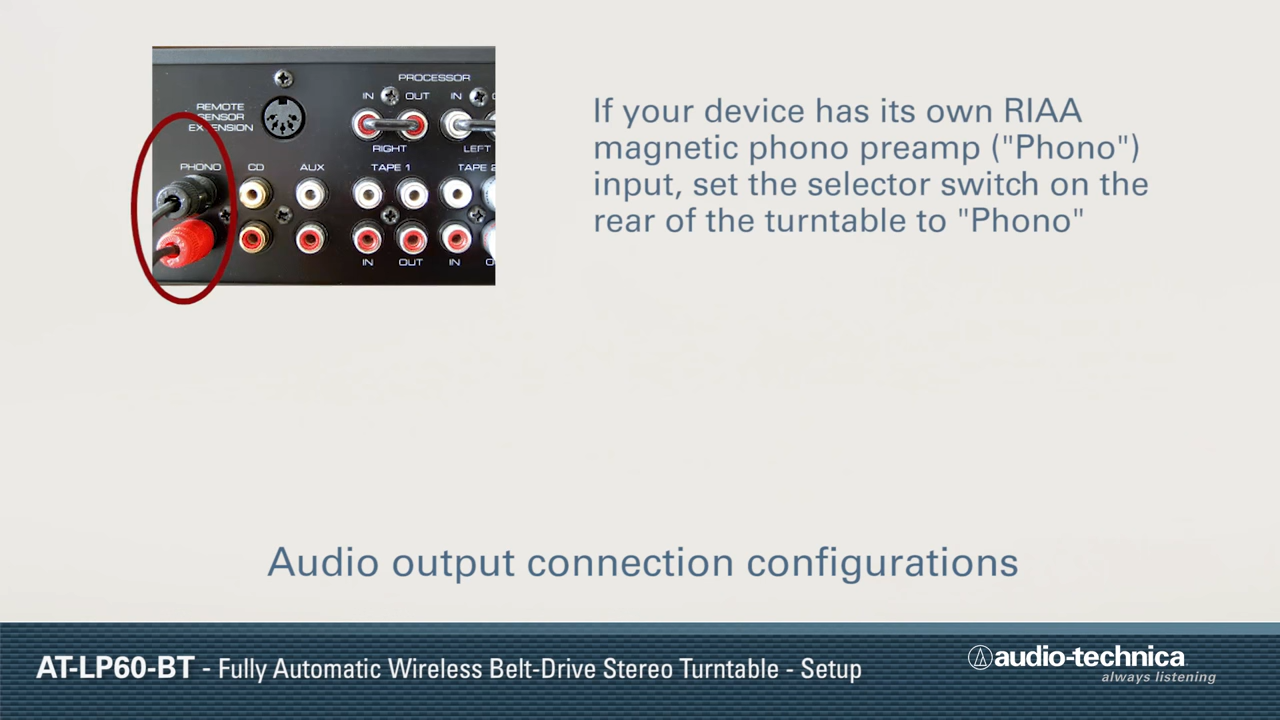 PROCESSOR
IN OUT IN
REMOTE
SENSOR
EXTENSION
RIGHT LEFT
PHONO CD AUX TAPE 1 TAPE 2
IN OUT IN
If your device has its own RIAA
magnetic phono preamp ("Phono")
input, set the selector switch on the
rear of the turntable to "Phono"
Audio output connection configurations
AT-LP60-BT - Fully Automatic Wireless Belt-Drive Stereo Turntable - Setup
audio-technica
always listening